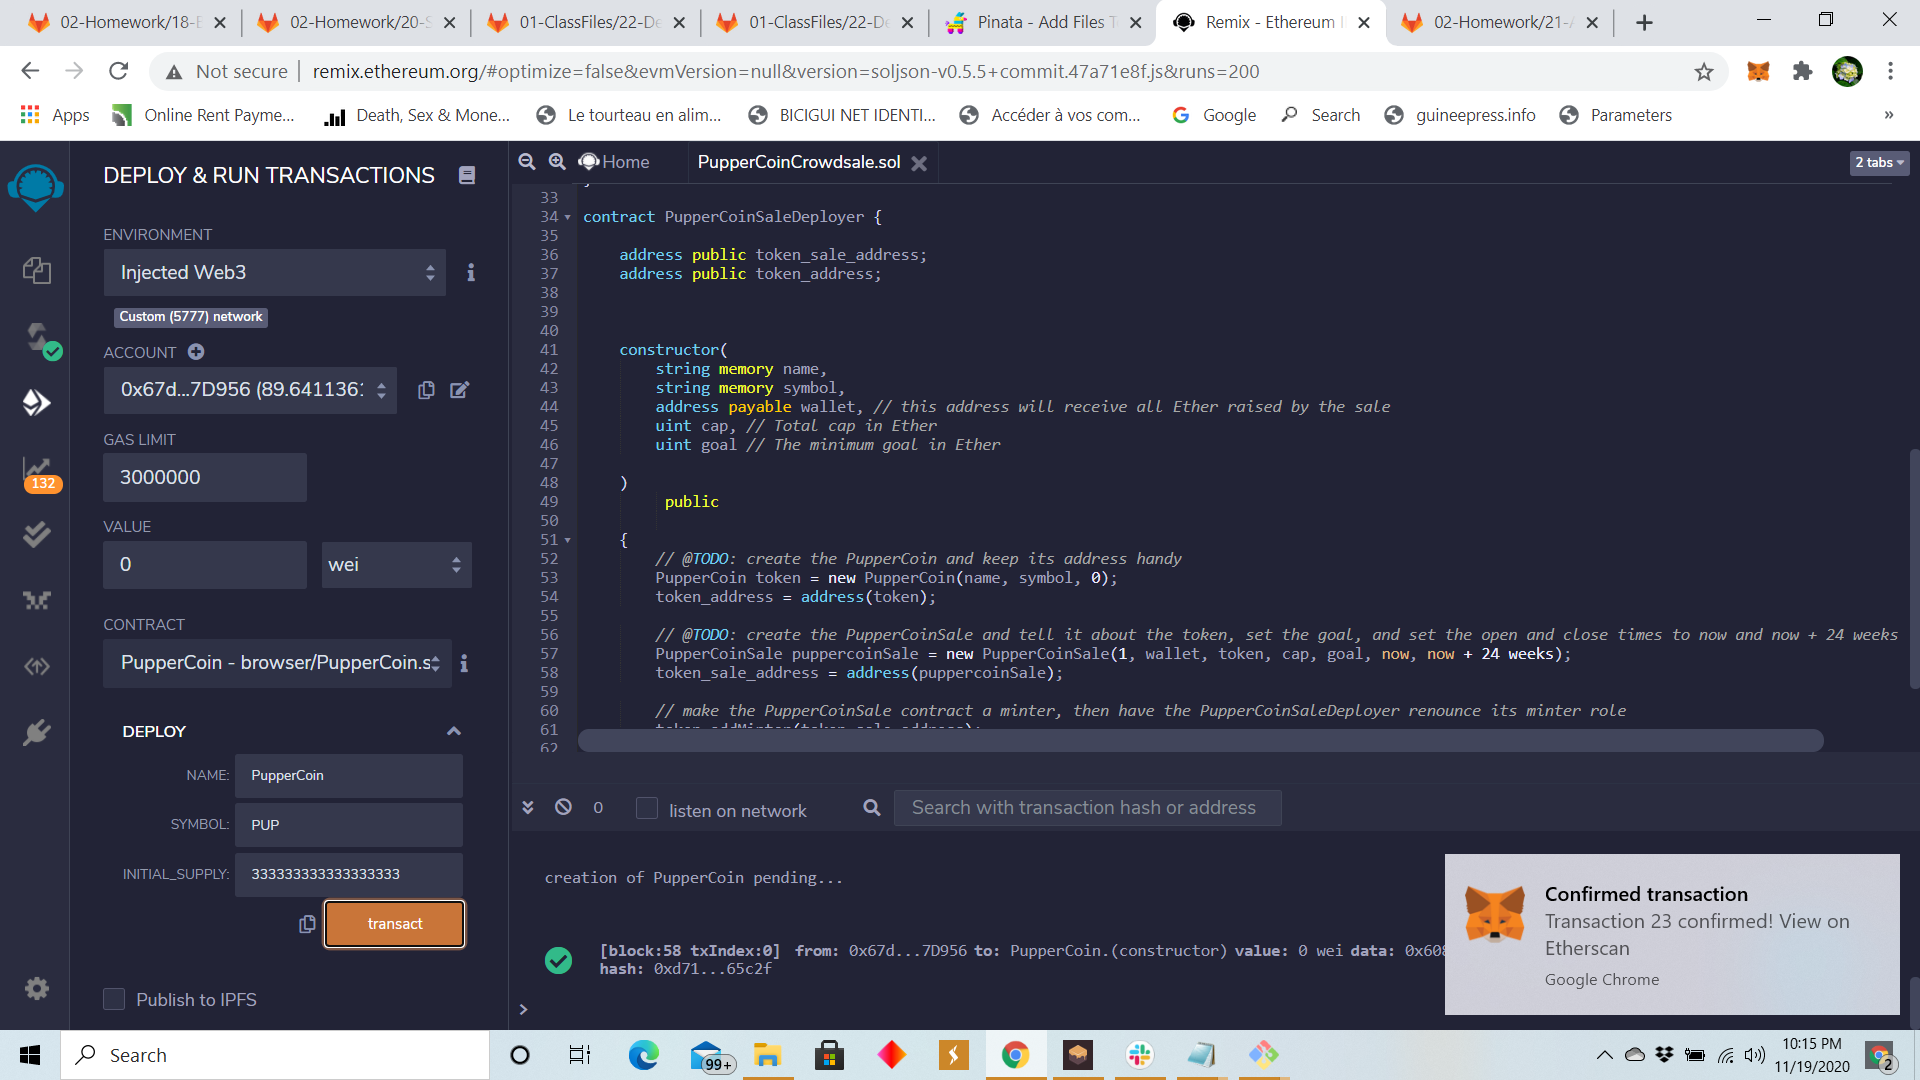 02-Homework/18-B
02-Homework/20-S
01-ClassFiles/22-De
01-ClassFiles/22-De
Pinata - Add Files T
Remix - Ethereum I
02-Homework/21-
Not secure
remix.ethereum.org/#optimize=false&evmVersion=null&version=soljson-v0.5.5+commit.47a71e8f.js&runs=200
Apps
Online Rent Payme...
Death, Sex & Mone...
Le tourteau en alim...
BICIGUI NET IDENTI...
Accéder à vos com...
Google
Search
guineepress.info
Parameters
»
DEPLOY & RUN TRANSACTIONS
ENVIRONMENT
Injected Web3
Custom (5777) network
ACCOUNT
0x67d...7D956 (89.6411361
GAS LIMIT
3000000
132
VALUE
0
wei
CONTRACT
PupperCoin - browser/PupperCoin.s
DEPLOY
NAME: PupperCoin
SYMBOL: PUP
INITIAL_SUPPLY: 333333333333333333
transact
Publish to IPFS
Home
PupperCoinCrowdsale.sol
2 tabs
33
34 contract PupperCoinSaleDeployer {
35
36 address public token_sale_address;
37 address public token_address;
38
39
40
41 constructor(
42 string memory name,
43 string memory symbol,
44 address payable wallet, // this address will receive all Ether raised by the sale
45 uint cap, // Total cap in Ether
46 uint goal // The minimum goal in Ether
47
48 )
49 public
50
51 {
52 // @TODO: create the PupperCoin and keep its address handy
53 PupperCoin token = new PupperCoin(name, symbol, 0);
54 token_address = address(token);
55
56 // @TODO: create the PupperCoinSale and tell it about the token, set the goal, and set the open and close times to now and now + 24 weeks
57 PupperCoinSale puppercoinSale = new PupperCoinSale(1, wallet, token, cap, goal, now, now + 24 weeks);
58 token_sale_address = address(puppercoinSale);
59
60 // make the PupperCoinSale contract a minter, then have the PupperCoinSaleDeployer renounce its minter role
61 token.addMinter(token_sale_address);
62
0
listen on network
Search with transaction hash or address
creation of PupperCoin pending...
[block:58 txIndex:0] from: 0x67d...7D956 to: PupperCoin.(constructor) value: 0 wei data: 0x608
hash: 0xd71...65c2f
>
Confirmed transaction
Transaction 23 confirmed! View on
Etherscan
Google Chrome
Search
99+
10:15 PM
11/19/2020
2